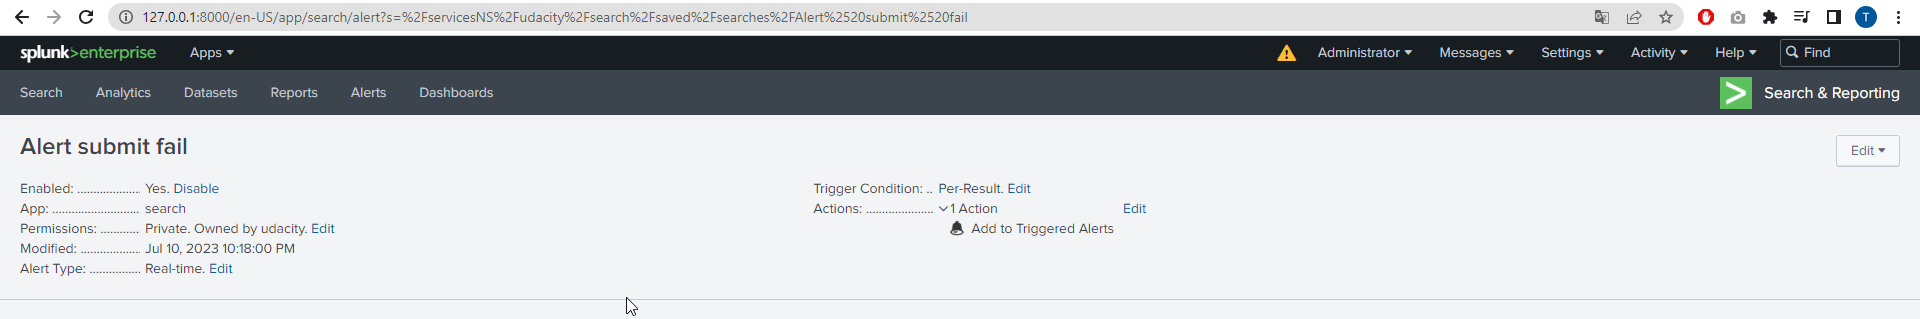 127.0.0.1:8000/en-US/app/search/alert?s=%2FservicesNS%2Fudacity%2Fsearch%2Fsaved%2Fsearches%2FAlert%2520submit%2520fail
T
splunk>enterprise Apps Administrator Messages Settings Activity Help Find
Search Analytics Datasets Reports Alerts Dashboards > Search & Reporting
Alert submit fail
Edit
Enabled: ................... Yes. Disable
App: ........................... search
Permissions: ............ Private. Owned by udacity. Edit
Modified: ................... Jul 10, 2023 10:18:00 PM
Alert Type: ................ Real-time. Edit
Trigger Condition: .. Per-Result. Edit
Actions: ..................... 1 Action Edit
Add to Triggered Alerts